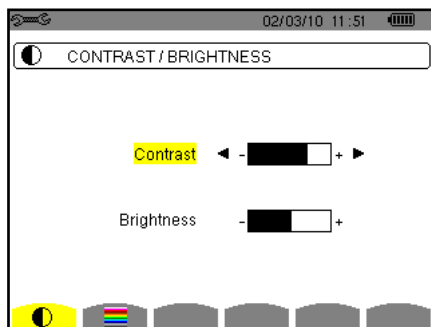 02/03/10 11:51
CONTRAST / BRIGHTNESS
Contrast - +
Brightness - +